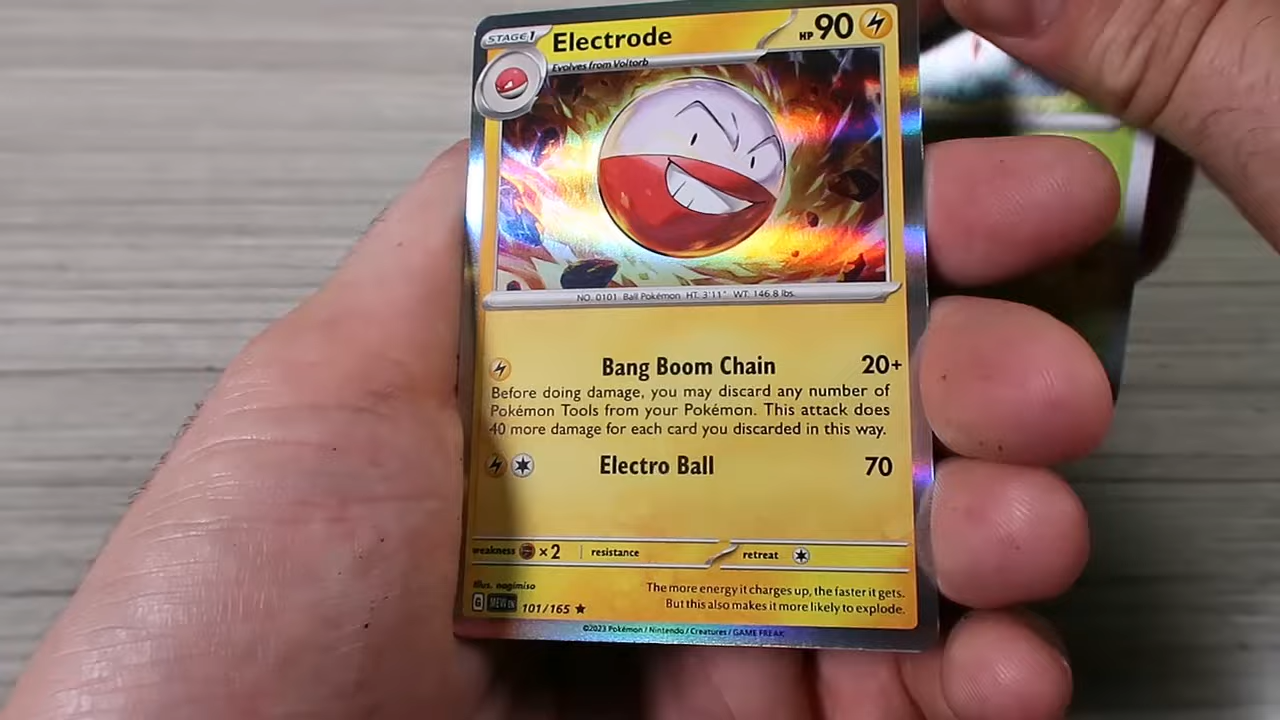 STAGE 1
Electrode
HP 90
Evolves from Voltorb
NO. 0101 Ball Pokémon HT: 3'11" WT: 146.8 lbs.
Bang Boom Chain 20+
Before doing damage, you may discard any number of
Pokémon Tools from your Pokémon. This attack does
40 more damage for each card you discarded in this way.
Electro Ball 70
weakness ×2 resistance retreat
Illus. nagimiso
The more energy it charges up, the faster it gets.
But this also makes it more likely to explode.
G MEW EN 101/165
©2023 Pokémon / Nintendo / Creatures / GAME FREAK